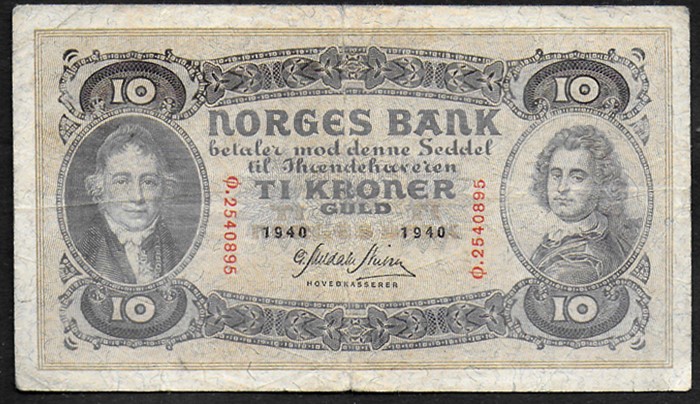 10 10
NORGES BANK
betaler mod denne Seddel
til Ihændehaveren
TI KRONER
GULD
1940 1940
HOVEDKASSERER
Φ.2540895
Φ.2540895
10 10